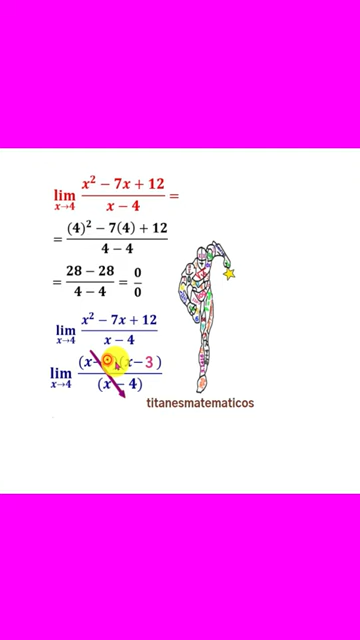 lim x→4 x² − 7x + 12 / x − 4 =
= (4)² − 7(4) + 12 / 4 − 4
= 28 − 28 / 4 − 4 = 0 / 0
lim x→4 x² − 7x + 12 / x − 4
lim x→4 (x − )(x − 3) / (x − 4)
titanesmatematicos